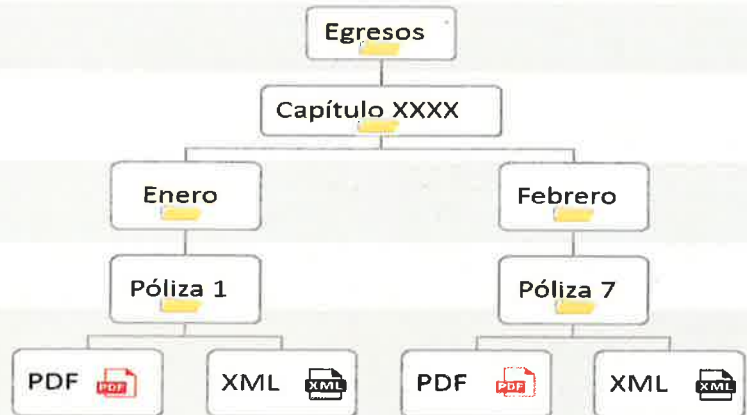 Egresos
Capítulo XXXX
Enero
Febrero
Póliza 1
Póliza 7
PDF PDF
XML XML
PDF PDF
XML XML